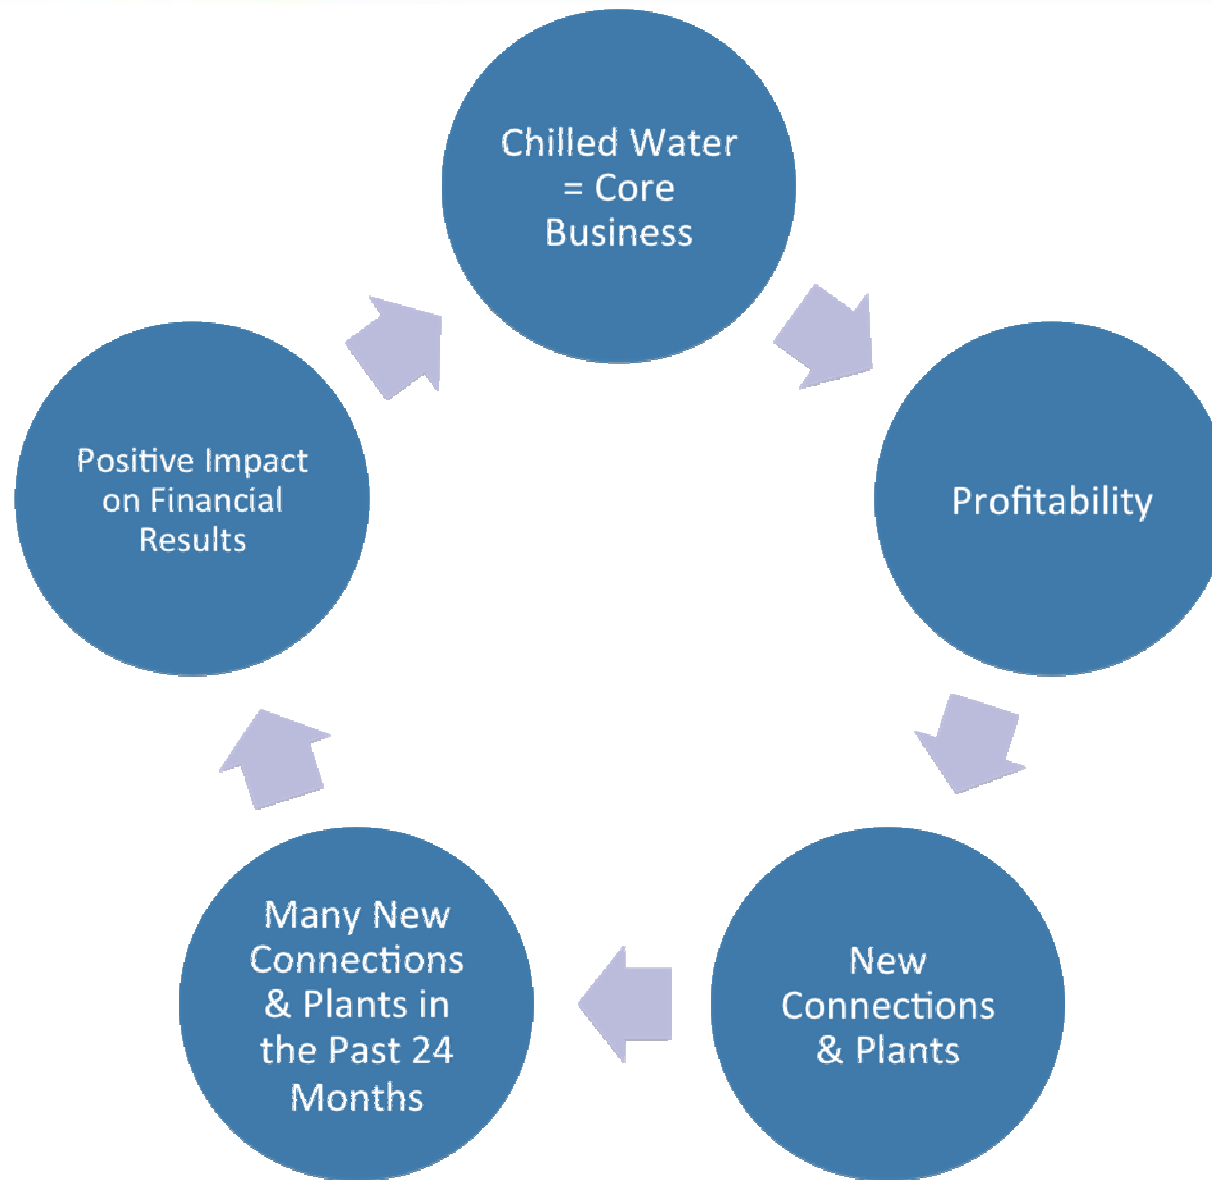 Chilled Water
= Core
Business
Profitability
New
Connections
& Plants
Many New
Connections
& Plants in
the Past 24
Months
Positive Impact
on Financial
Results